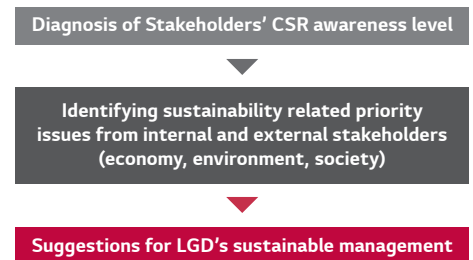 Diagnosis of Stakeholders' CSR awareness level
Identifying sustainability related priority
issues from internal and external stakeholders
(economy, environment, society)
Suggestions for LGD's sustainable management